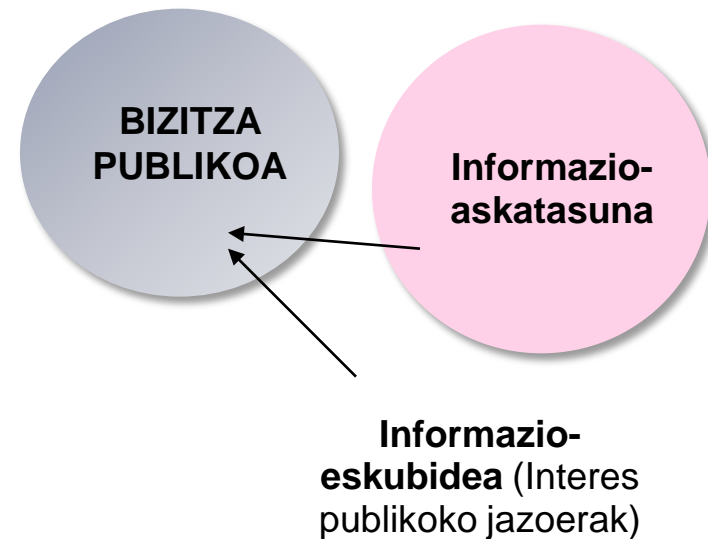 BIZITZA
PUBLIKOA
Informazio-
askatasuna
Informazio-
eskubidea (Interes
publikoko jazoerak)